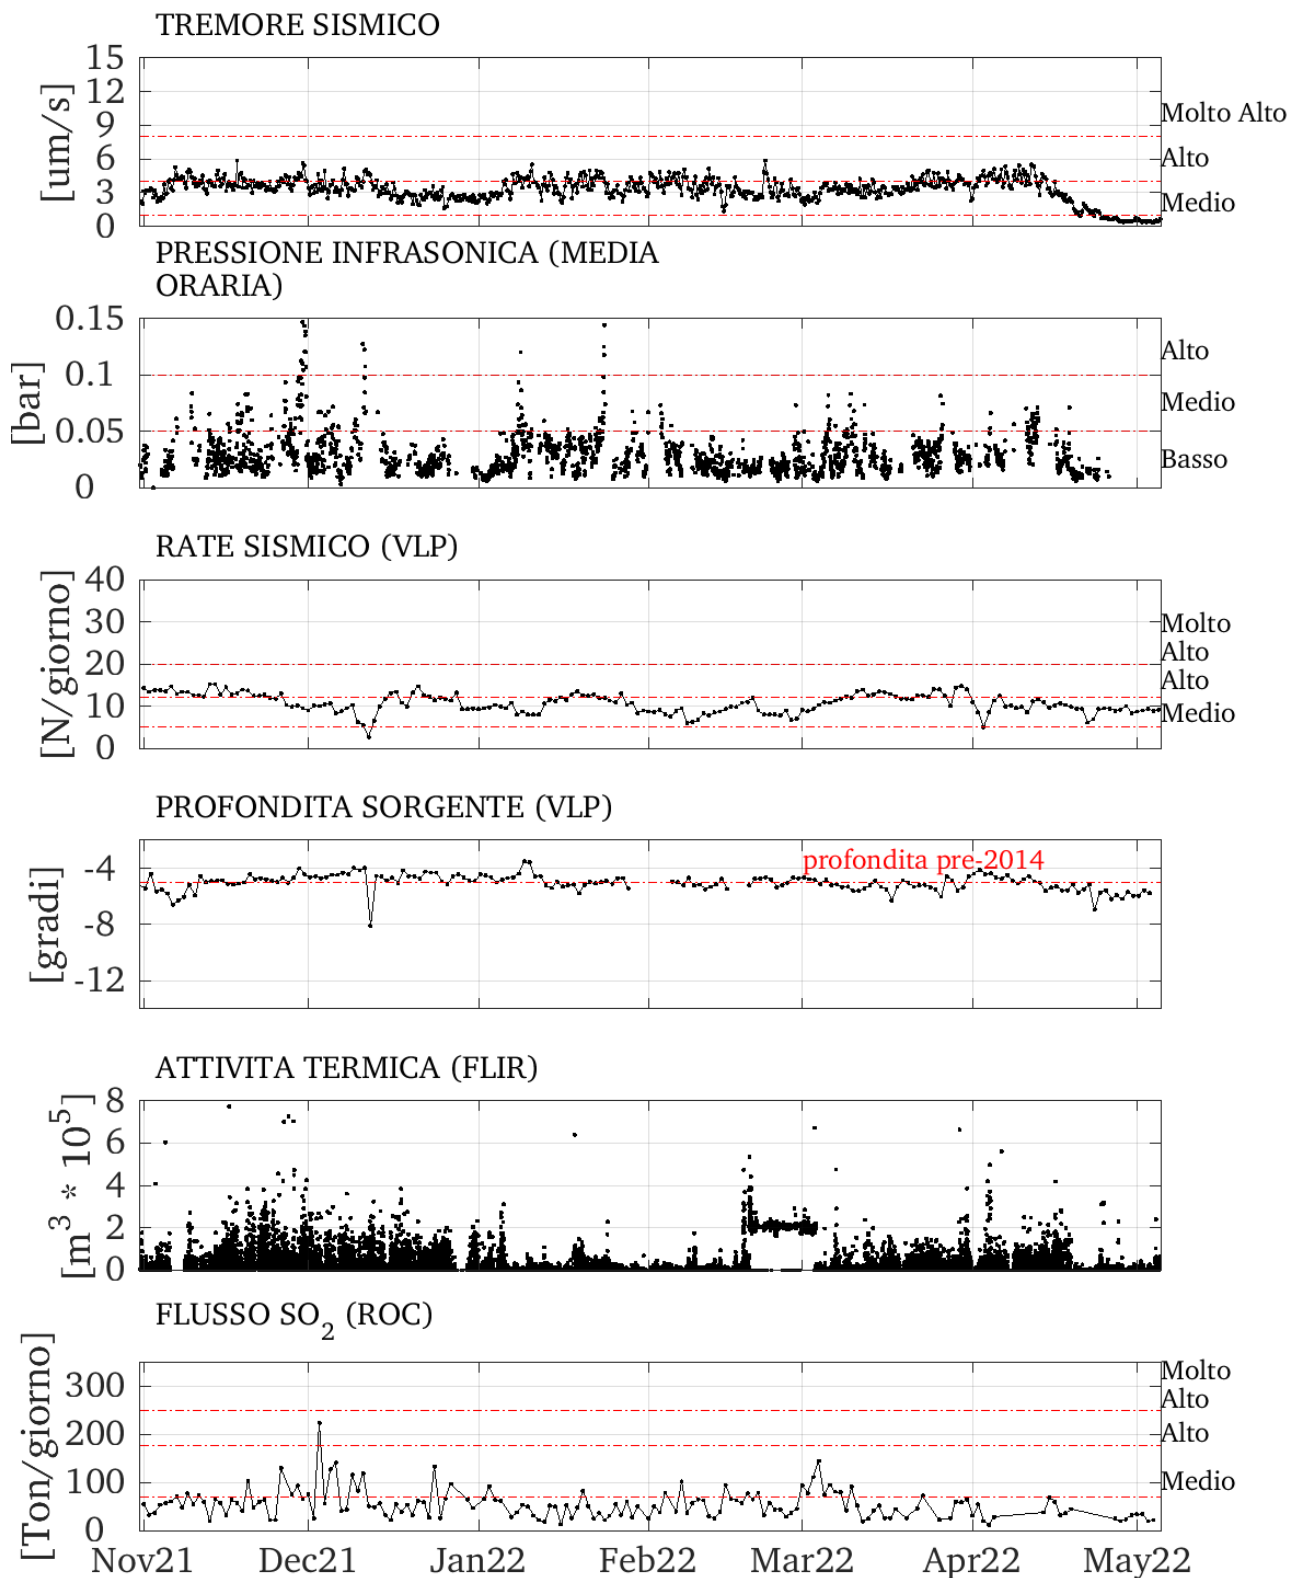 TREMORE SISMICO
[um/s]
15
12
9
6
3
0
Molto Alto
Alto
Medio
PRESSIONE INFRASONICA (MEDIA
ORARIA)
[bar]
0.15
0.1
0.05
0
Alto
Medio
Basso
RATE SISMICO (VLP)
[N/giorno]
40
30
20
10
0
Molto
Alto
Alto
Medio
PROFONDITA SORGENTE (VLP)
[gradi]
-4
-8
-12
profondita pre-2014
ATTIVITA TERMICA (FLIR)
[m³ * 10⁵]
8
6
4
2
0
FLUSSO SO₂ (ROC)
[Ton/giorno]
300
200
100
0
Molto
Alto
Alto
Medio
Nov21 Dec21 Jan22 Feb22 Mar22 Apr22 May22